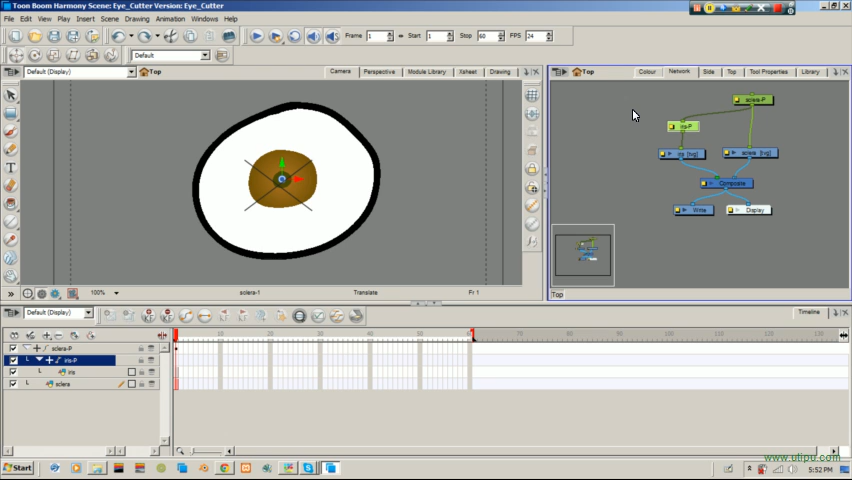 Toon Boom Harmony Scene: Eye_Cutter Version: Eye_Cutter
File Edit View Play Insert Scene Drawing Animation Windows Help
Frame 1 Start 1 Stop 60 FPS 24
Default
Default (Display) Top Camera Perspective Module Library Xsheet Drawing
Top Colour Network Side Top Tool Properties Library
sclera-P
iris-P
iris [tvg] sclera [tvg]
Composite
Write Display
Top
100% sclera-1 Translate Fr 1
Default (Display) Timeline
10 20 30 40 50 60 70 80 90 100 110 120 130
sclera-P
iris-P
iris
sclera
www.utipu.com
Start 5:52 PM